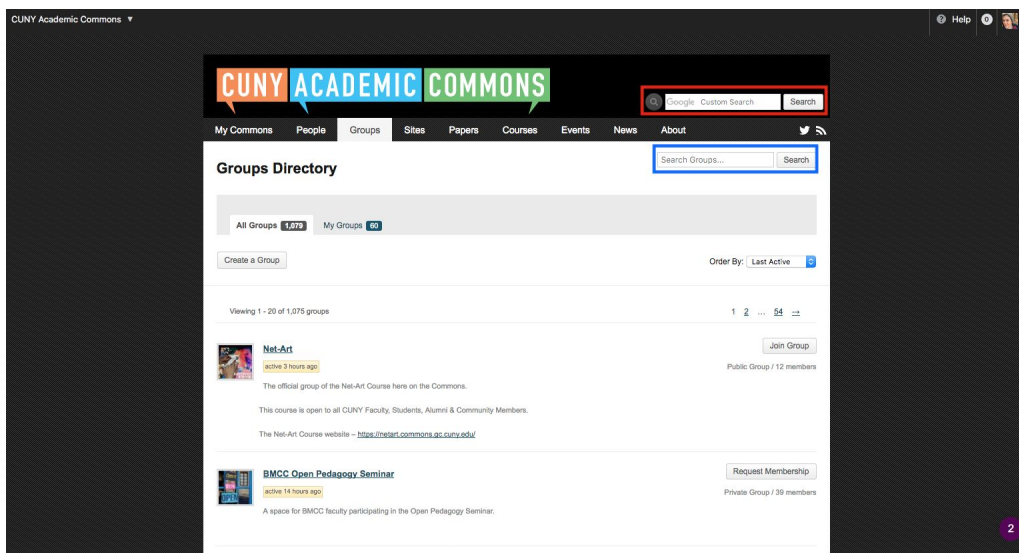 CUNY Academic Commons ▼
Help 0
CUNY ACADEMIC COMMONS
Google Custom Search Search
My Commons People Groups Sites Papers Courses Events News About
Groups Directory
Search Groups... Search
All Groups 1,079 My Groups 60
Create a Group
Order By: Last Active
Viewing 1 - 20 of 1,075 groups
1 2 ... 54 →
Net-Art
Join Group
active 3 hours ago
Public Group / 12 members
The official group of the Net-Art Course here on the Commons.
This course is open to all CUNY Faculty, Students, Alumni & Community Members.
The Net-Art Course website – https://netart.commons.gc.cuny.edu/
BMCC Open Pedagogy Seminar
Request Membership
active 14 hours ago
Private Group / 39 members
OPEN
A space for BMCC faculty participating in the Open Pedagogy Seminar.
2